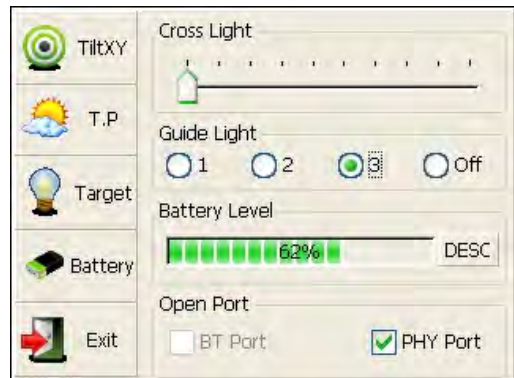 TiltXY
T.P
Target
Battery
Exit
Cross Light
Guide Light
1 2 3 Off
Battery Level
62% DESC
Open Port
BT Port PHY Port